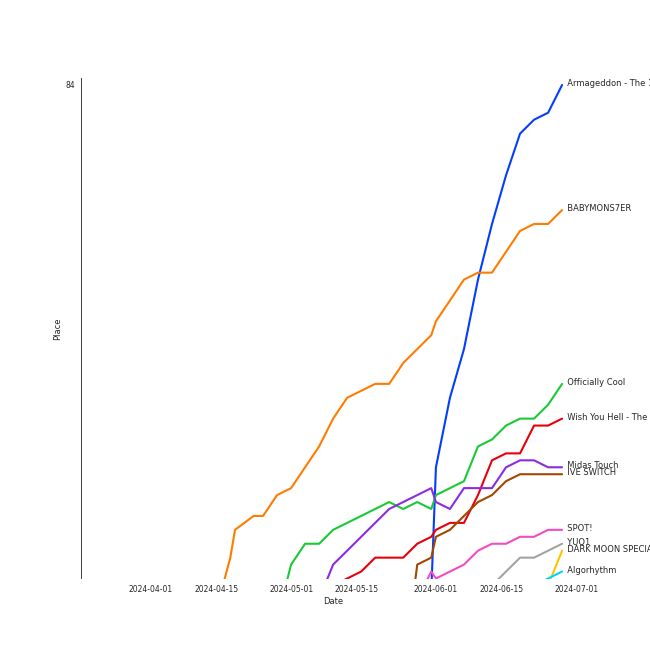 84
Armageddon - The
BABYMONS7ER
Place
Officially Cool
Wish You Hell - The
Midas Touch
IVE SWITCH
SPOT!
YUQ1
DARK MOON SPECIA
Algorhythm
2024-04-01
2024-04-15
2024-05-01
2024-05-15
2024-06-01
2024-06-15
2024-07-01
Date